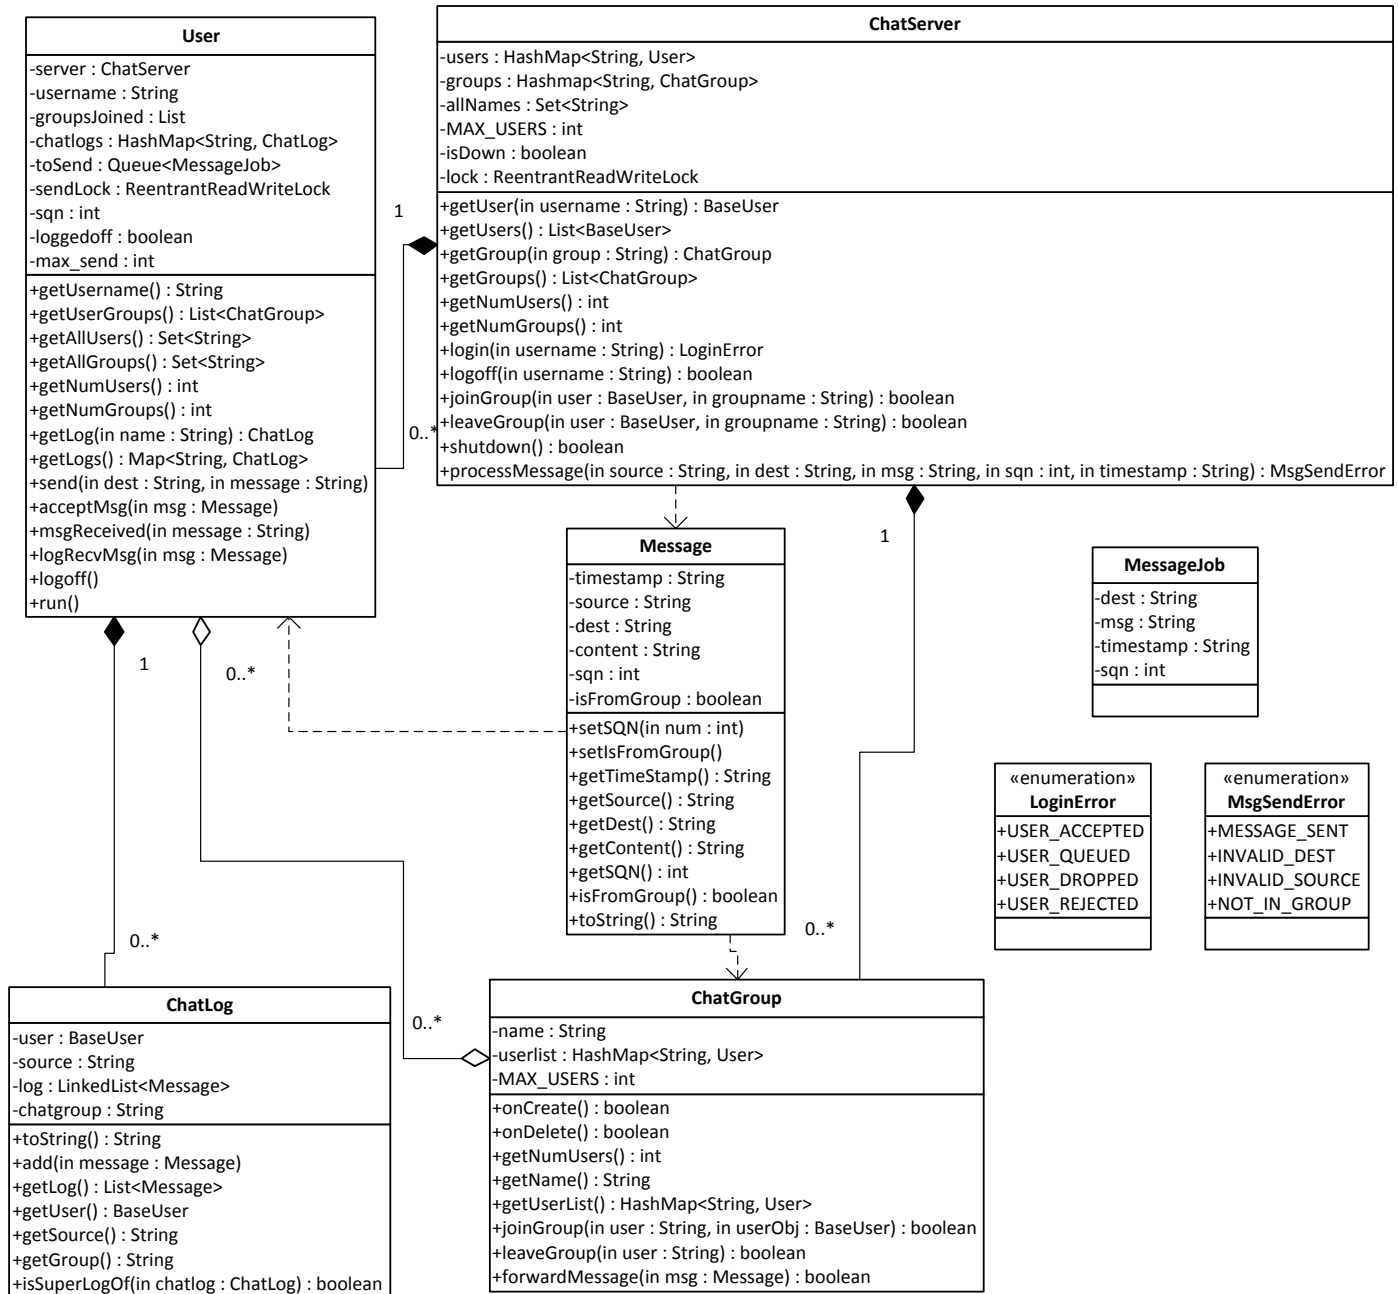 User
-server : ChatServer
-username : String
-groupsJoined : List
-chatlogs : HashMap<String, ChatLog>
-toSend : Queue<MessageJob>
-sendLock : ReentrantReadWriteLock
-sqn : int
-loggedoff : boolean
-max_send : int
+getUsername() : String
+getUserGroups() : List<ChatGroup>
+getAllUsers() : Set<String>
+getAllGroups() : Set<String>
+getNumUsers() : int
+getNumGroups() : int
+getLog(in name : String) : ChatLog
+getLogs() : Map<String, ChatLog>
+send(in dest : String, in message : String)
+acceptMsg(in msg : Message)
+msgReceived(in message : String)
+logRecvMsg(in msg : Message)
+logoff()
+run()
ChatServer
-users : HashMap<String, User>
-groups : Hashmap<String, ChatGroup>
-allNames : Set<String>
-MAX_USERS : int
-isDown : boolean
-lock : ReentrantReadWriteLock
+getUser(in username : String) : BaseUser
+getUsers() : List<BaseUser>
+getGroup(in group : String) : ChatGroup
+getGroups() : List<ChatGroup>
+getNumUsers() : int
+getNumGroups() : int
+login(in username : String) : LoginError
+logoff(in username : String) : boolean
+joinGroup(in user : BaseUser, in groupname : String) : boolean
+leaveGroup(in user : BaseUser, in groupname : String) : boolean
+shutdown() : boolean
+processMessage(in source : String, in dest : String, in msg : String, in sqn : int, in timestamp : String) : MsgSendError
1
0..*
Message
-timestamp : String
-source : String
-dest : String
-content : String
-sqn : int
-isFromGroup : boolean
+setSQN(in num : int)
+setIsFromGroup()
+getTimeStamp() : String
+getSource() : String
+getDest() : String
+getContent() : String
+getSQN() : int
+isFromGroup() : boolean
+toString() : String
1
0..*
MessageJob
-dest : String
-msg : String
-timestamp : String
-sqn : int
«enumeration»
LoginError
+USER_ACCEPTED
+USER_QUEUED
+USER_DROPPED
+USER_REJECTED
«enumeration»
MsgSendError
+MESSAGE_SENT
+INVALID_DEST
+INVALID_SOURCE
+NOT_IN_GROUP
1
0..*
0..*
0..*
ChatLog
-user : BaseUser
-source : String
-log : LinkedList<Message>
-chatgroup : String
+toString() : String
+add(in message : Message)
+getLog() : List<Message>
+getUser() : BaseUser
+getSource() : String
+getGroup() : String
+isSuperLogOf(in chatlog : ChatLog) : boolean
ChatGroup
-name : String
-userlist : HashMap<String, User>
-MAX_USERS : int
+onCreate() : boolean
+onDelete() : boolean
+getNumUsers() : int
+getName() : String
+getUserList() : HashMap<String, User>
+joinGroup(in user : String, in userObj : BaseUser) : boolean
+leaveGroup(in user : String) : boolean
+forwardMessage(in msg : Message) : boolean